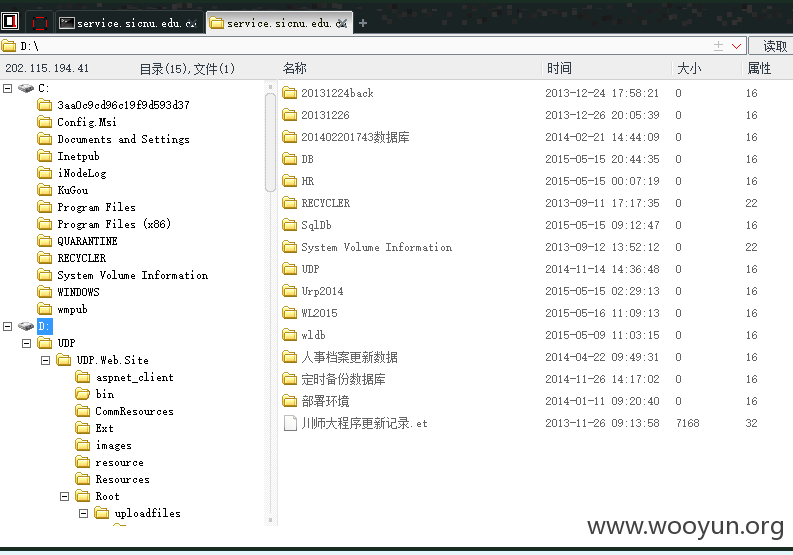 service.sicnu.edu.c service.sicnu.edu.c
D:\ 读取
202.115.194.41 目录(15),文件(1) 名称 时间 大小 属性
C:
3aa0c9cd96c19f9d593d37
Config.Msi
Documents and Settings
Inetpub
iNodeLog
KuGou
Program Files
Program Files (x86)
QUARANTINE
RECYCLER
System Volume Information
WINDOWS
wmpub
D:
UDP
UDP.Web.Site
aspnet_client
bin
CommResources
Ext
images
resource
Resources
Root
uploadfiles
20131224back 2013-12-24 17:58:21 0 16
20131226 2013-12-26 20:05:39 0 16
201402201743数据库 2014-02-21 14:44:09 0 16
DB 2015-05-15 20:44:35 0 16
HR 2015-05-15 00:07:19 0 16
RECYCLER 2013-09-11 17:17:35 0 22
SqlDb 2015-05-15 09:12:47 0 16
System Volume Information 2013-09-12 13:52:12 0 22
UDP 2014-11-14 14:36:48 0 16
Urp2014 2015-05-15 02:29:13 0 16
WL2015 2015-05-16 11:09:13 0 16
wldb 2015-05-09 11:03:15 0 16
人事档案更新数据 2014-04-22 09:49:31 0 16
定时备份数据库 2014-11-26 14:17:02 0 16
部署环境 2014-01-11 09:20:40 0 16
川师大程序更新记录.et 2013-11-26 09:13:58 7168 32
www.wooyun.org